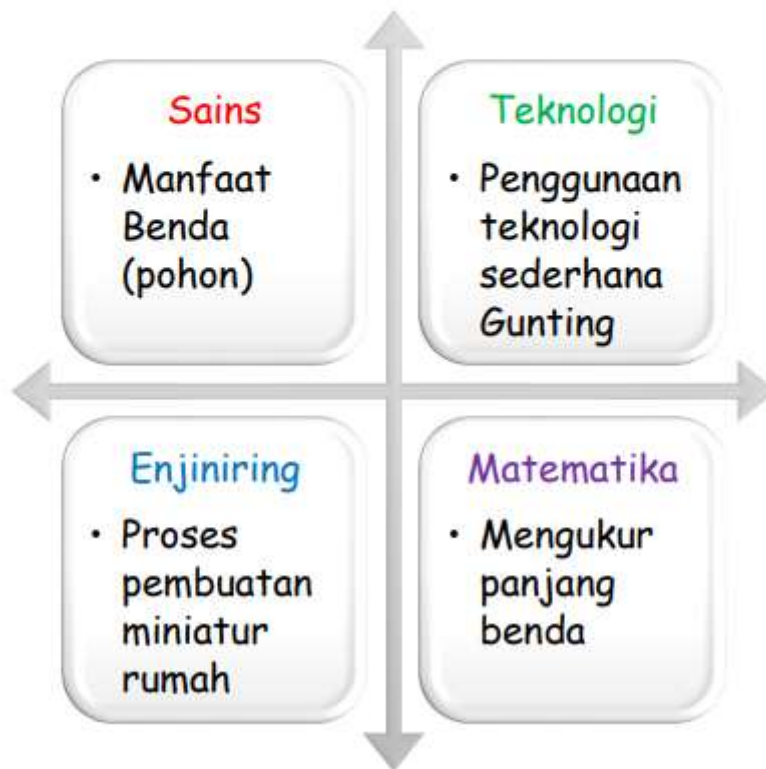 Sains
• Manfaat
Benda
(pohon)
Teknologi
• Penggunaan
teknologi
sederhana
Gunting
Enjiniring
• Proses
pembuatan
miniatur
rumah
Matematika
• Mengukur
panjang
benda